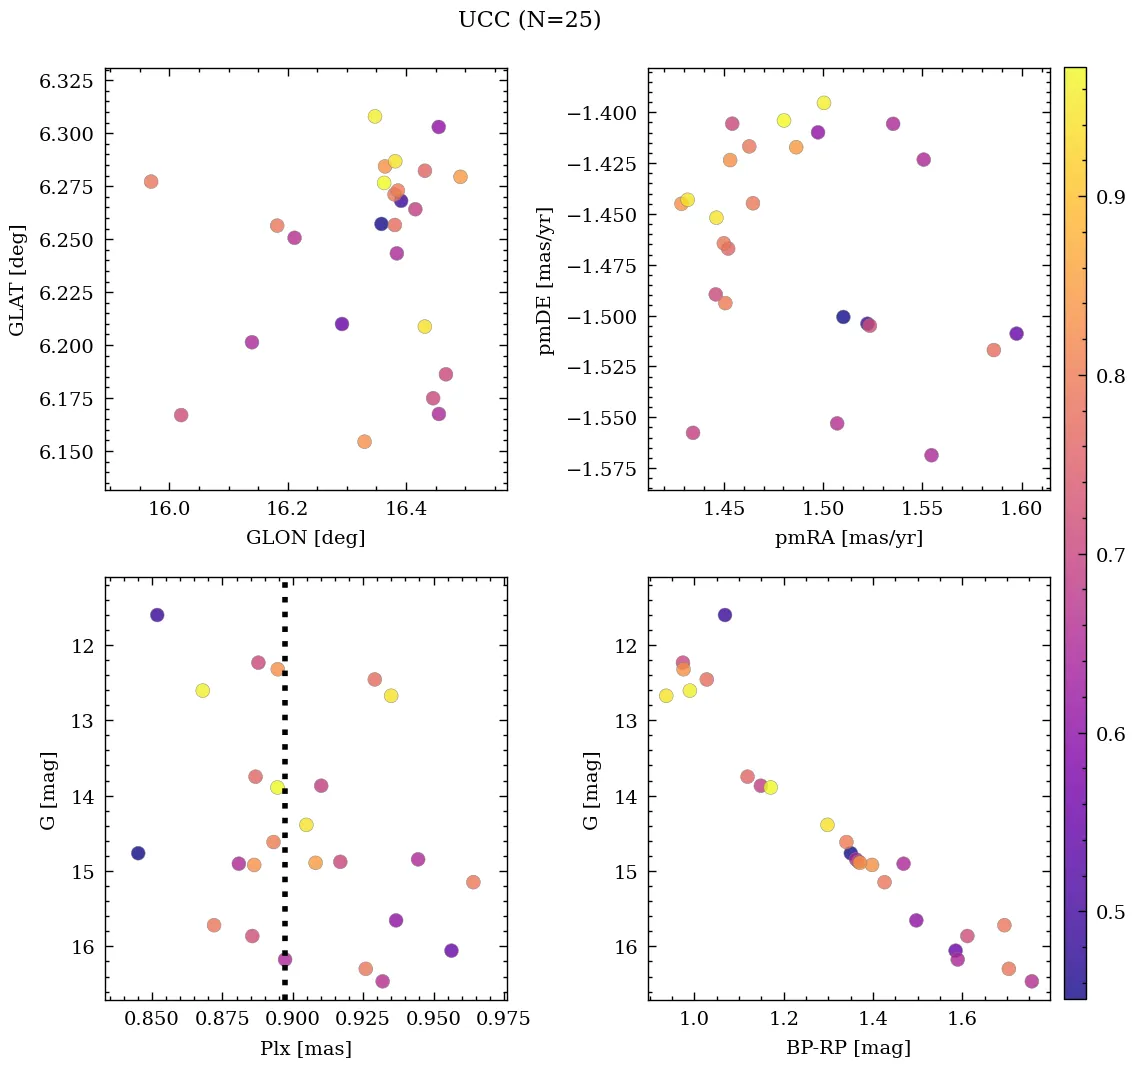 UCC (N=25)
6.325
6.300
6.275
6.250
6.225
6.200
6.175
6.150
GLAT [deg]
16.0 16.2 16.4
GLON [deg]
−1.400
−1.425
−1.450
−1.475
−1.500
−1.525
−1.550
−1.575
pmDE [mas/yr]
1.45 1.50 1.55 1.60
pmRA [mas/yr]
12
13
14
15
16
G [mag]
0.850 0.875 0.900 0.925 0.950 0.975
Plx [mas]
12
13
14
15
16
G [mag]
1.0 1.2 1.4 1.6
BP-RP [mag]
0.9
0.8
0.7
0.6
0.5